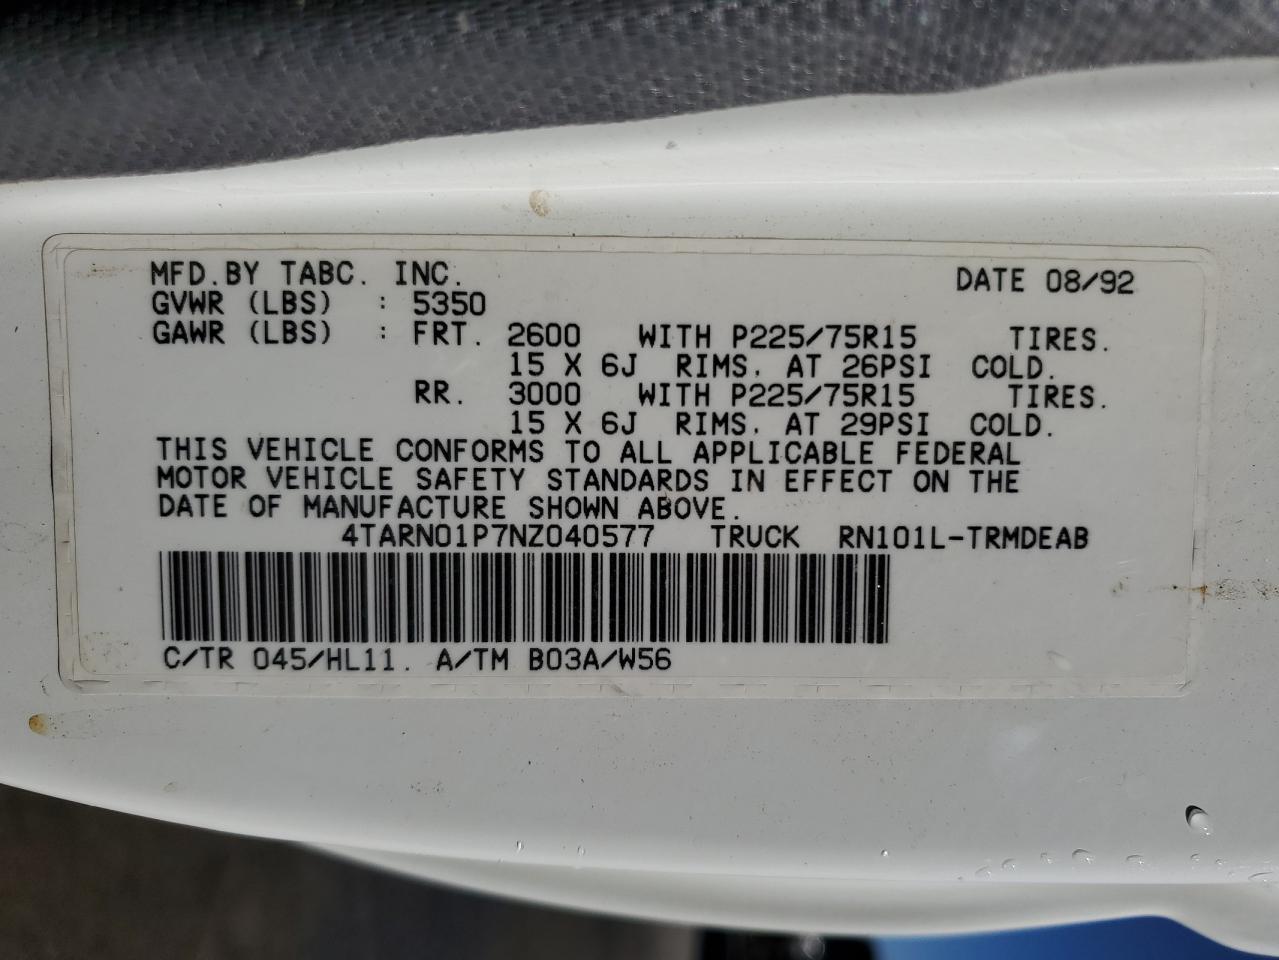 MFD.BY TABC. INC. DATE 08/92
GVWR (LBS) : 5350
GAWR (LBS) : FRT. 2600 WITH P225/75R15 TIRES.
15 X 6J RIMS. AT 26PSI COLD.
RR. 3000 WITH P225/75R15 TIRES.
15 X 6J RIMS. AT 29PSI COLD.
THIS VEHICLE CONFORMS TO ALL APPLICABLE FEDERAL
MOTOR VEHICLE SAFETY STANDARDS IN EFFECT ON THE
DATE OF MANUFACTURE SHOWN ABOVE.
4TARN01P7NZ040577 TRUCK RN101L-TRMDEAB
C/TR 045/HL11. A/TM B03A/W56